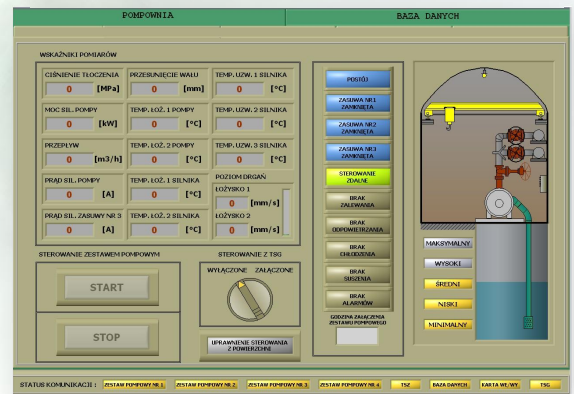 POMPOWNIA
BAZA DANYCH
WSKAŹNIKI POMIARÓW
CIŚNIENIE TŁOCZENIA
0 [MPa]
PRZESUNIĘCIE WAŁU
0 [mm]
TEMP. UZW. 1 SILNIKA
0 [°C]
MOC SIL. POMPY
0 [kW]
TEMP. ŁOŻ. 1 POMPY
0 [°C]
TEMP. UZW. 2 SILNIKA
0 [°C]
PRZEPŁYW
0 [m3/h]
TEMP. ŁOŻ. 2 POMPY
0 [°C]
TEMP. UZW. 3 SILNIKA
0 [°C]
PRĄD SIL. POMPY
0 [A]
TEMP. ŁOŻ. 1 SILNIKA
0 [°C]
POZIOM DRGAŃ
ŁOŻYSKO 1
0 [mm/s]
PRĄD SIL. ZASUWY NR 3
0 [A]
TEMP. ŁOŻ. 2 SILNIKA
0 [°C]
ŁOŻYSKO 2
0 [mm/s]
STEROWANIE ZESTAWEM POMPOWYM
START
STOP
STEROWANIE Z TSG
WYŁĄCZONE ZAŁĄCZONE
UPRAWNIENIE STEROWANIA
Z POWIERZCHNI
POSTÓJ
ZASUWA NR1
ZAMKNIĘTA
ZASUWA NR2
ZAMKNIĘTA
ZASUWA NR3
ZAMKNIĘTA
STEROWANIE
ZDALNE
BRAK
ZALEWANIA
BRAK
ODPOWIETRZANIA
BRAK
CHŁODZENIA
BRAK
SUSZENIA
BRAK
ALARMÓW
GODZINA ZAŁĄCZENIA
ZESTAWU POMPOWEGO
MAKSYMALNY
WYSOKI
ŚREDNI
NISKI
MINIMALNY
STATUS KOMUNIKACJI :
ZESTAW POMPOWY NR 1
ZESTAW POMPOWY NR 2
ZESTAW POMPOWY NR 3
ZESTAW POMPOWY NR 4
TSZ
BAZA DANYCH
KARTA WE/WY
TSG